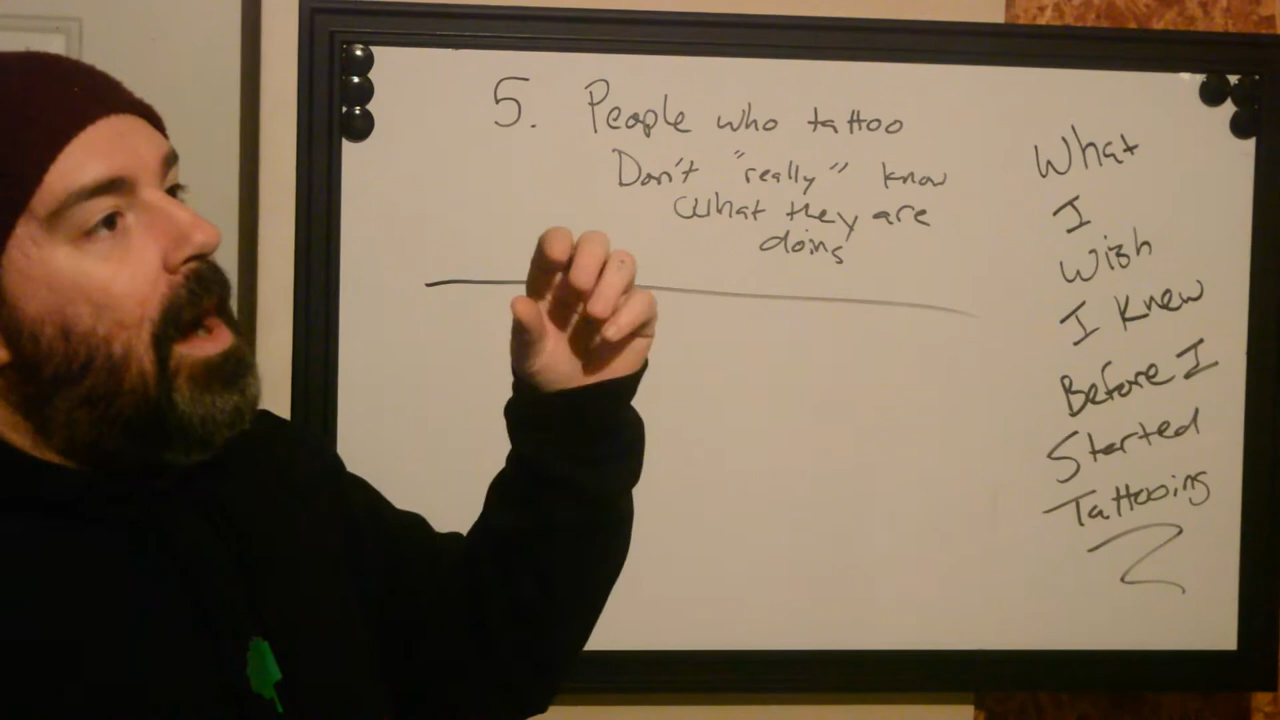 5. People who tattoo
Don't "really" know
what they are
doing
What
I
Wish
I Knew
Before I
Started
Tattooing